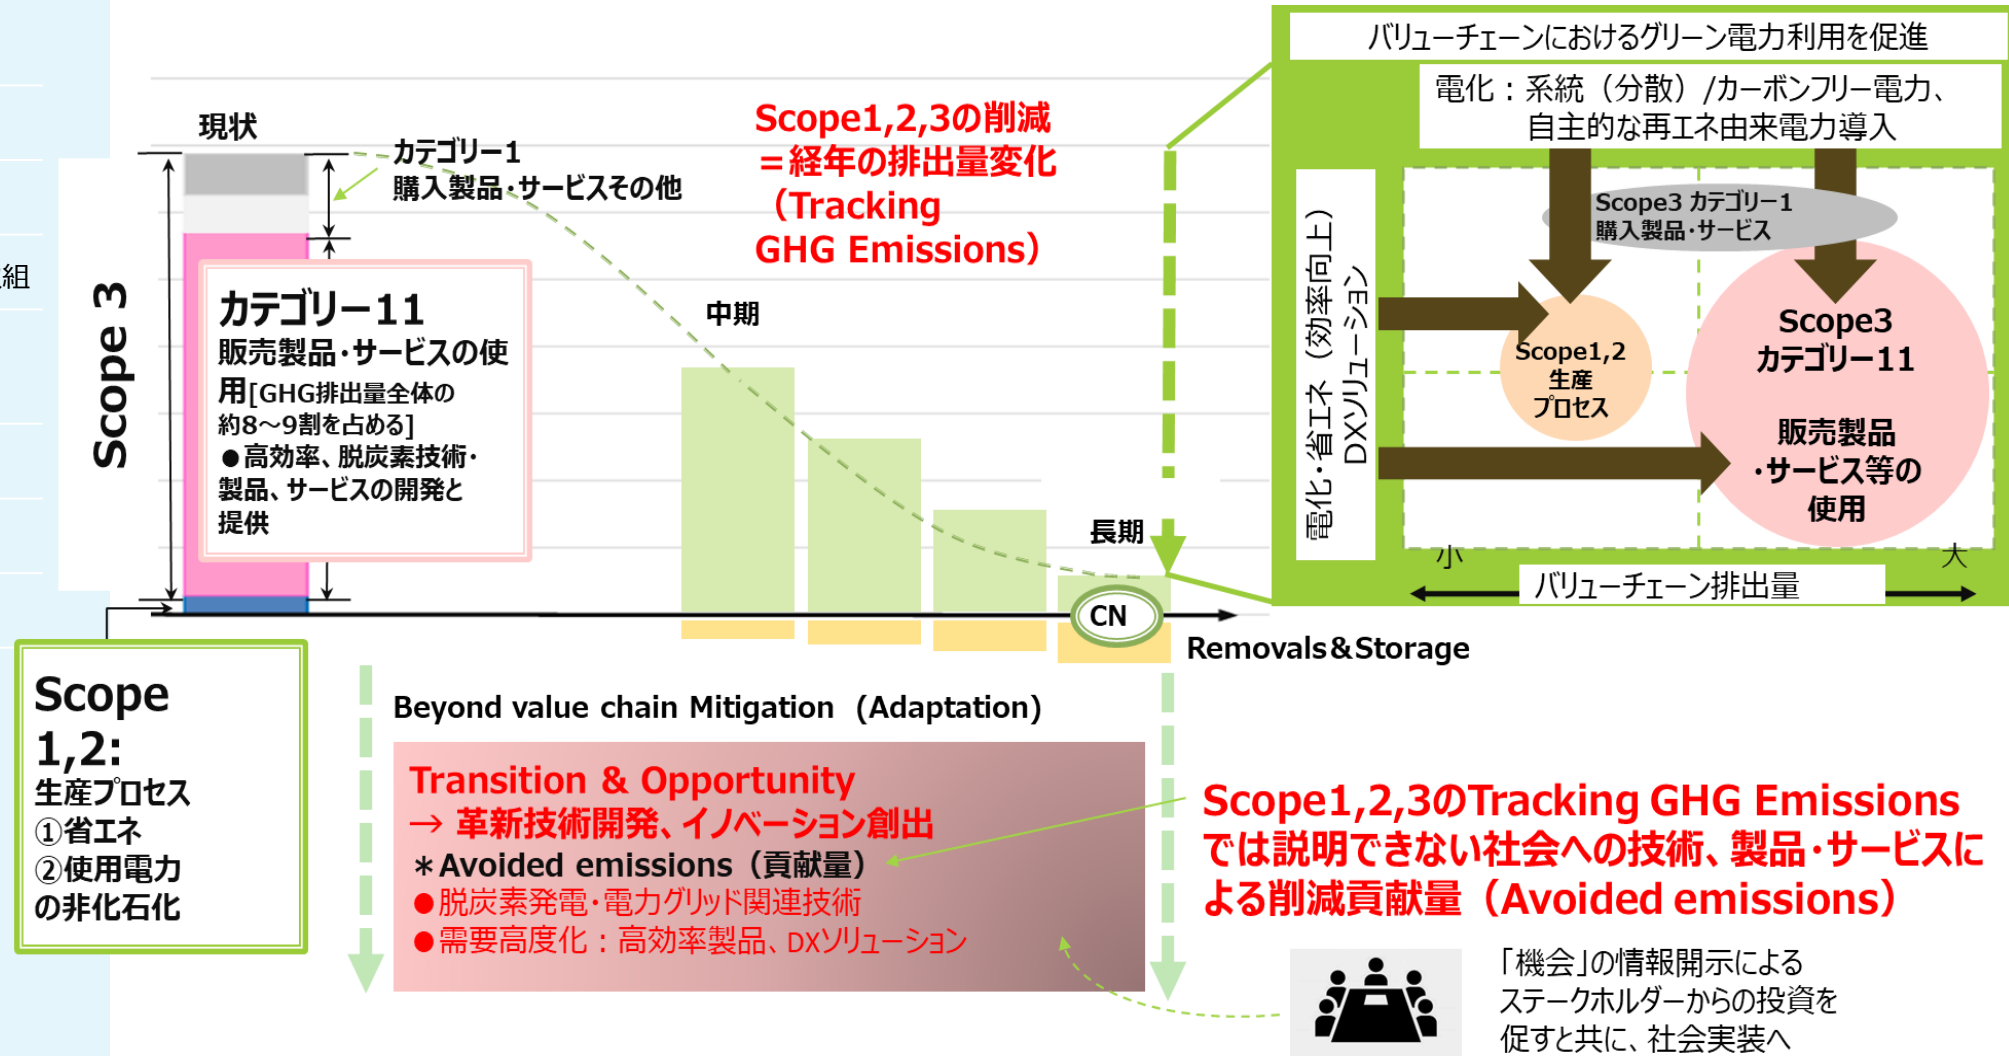 組
現状
カテゴリー1
購入製品・サービスその他
Scope 3
カテゴリー11
販売製品・サービスの使
用[GHG排出量全体の
約8～9割を占める]
●高効率、脱炭素技術・
製品、サービスの開発と
提供
Scope
1,2:
生産プロセス
①省エネ
②使用電力
の非化石化
Scope1,2,3の削減
＝経年の排出量変化
（Tracking
GHG Emissions）
中期
長期
CN
Removals&Storage
バリューチェーンにおけるグリーン電力利用を促進
電化：系統（分散）/カーボンフリー電力、
自主的な再エネ由来電力導入
電化・省エネ（効率向上）
DXソリューション
Scope3 カテゴリー1
購入製品・サービス
Scope1,2
生産
プロセス
Scope3
カテゴリー11
販売製品
・サービス等の
使用
小
大
バリューチェーン排出量
Beyond value chain Mitigation（Adaptation）
Transition & Opportunity
→ 革新技術開発、イノベーション創出
＊Avoided emissions（貢献量）
●脱炭素発電・電力グリッド関連技術
●需要高度化：高効率製品、DXソリューション
Scope1,2,3のTracking GHG Emissions
では説明できない社会への技術、製品・サービスに
よる削減貢献量（Avoided emissions）
「機会」の情報開示による
ステークホルダーからの投資を
促すと共に、社会実装へ